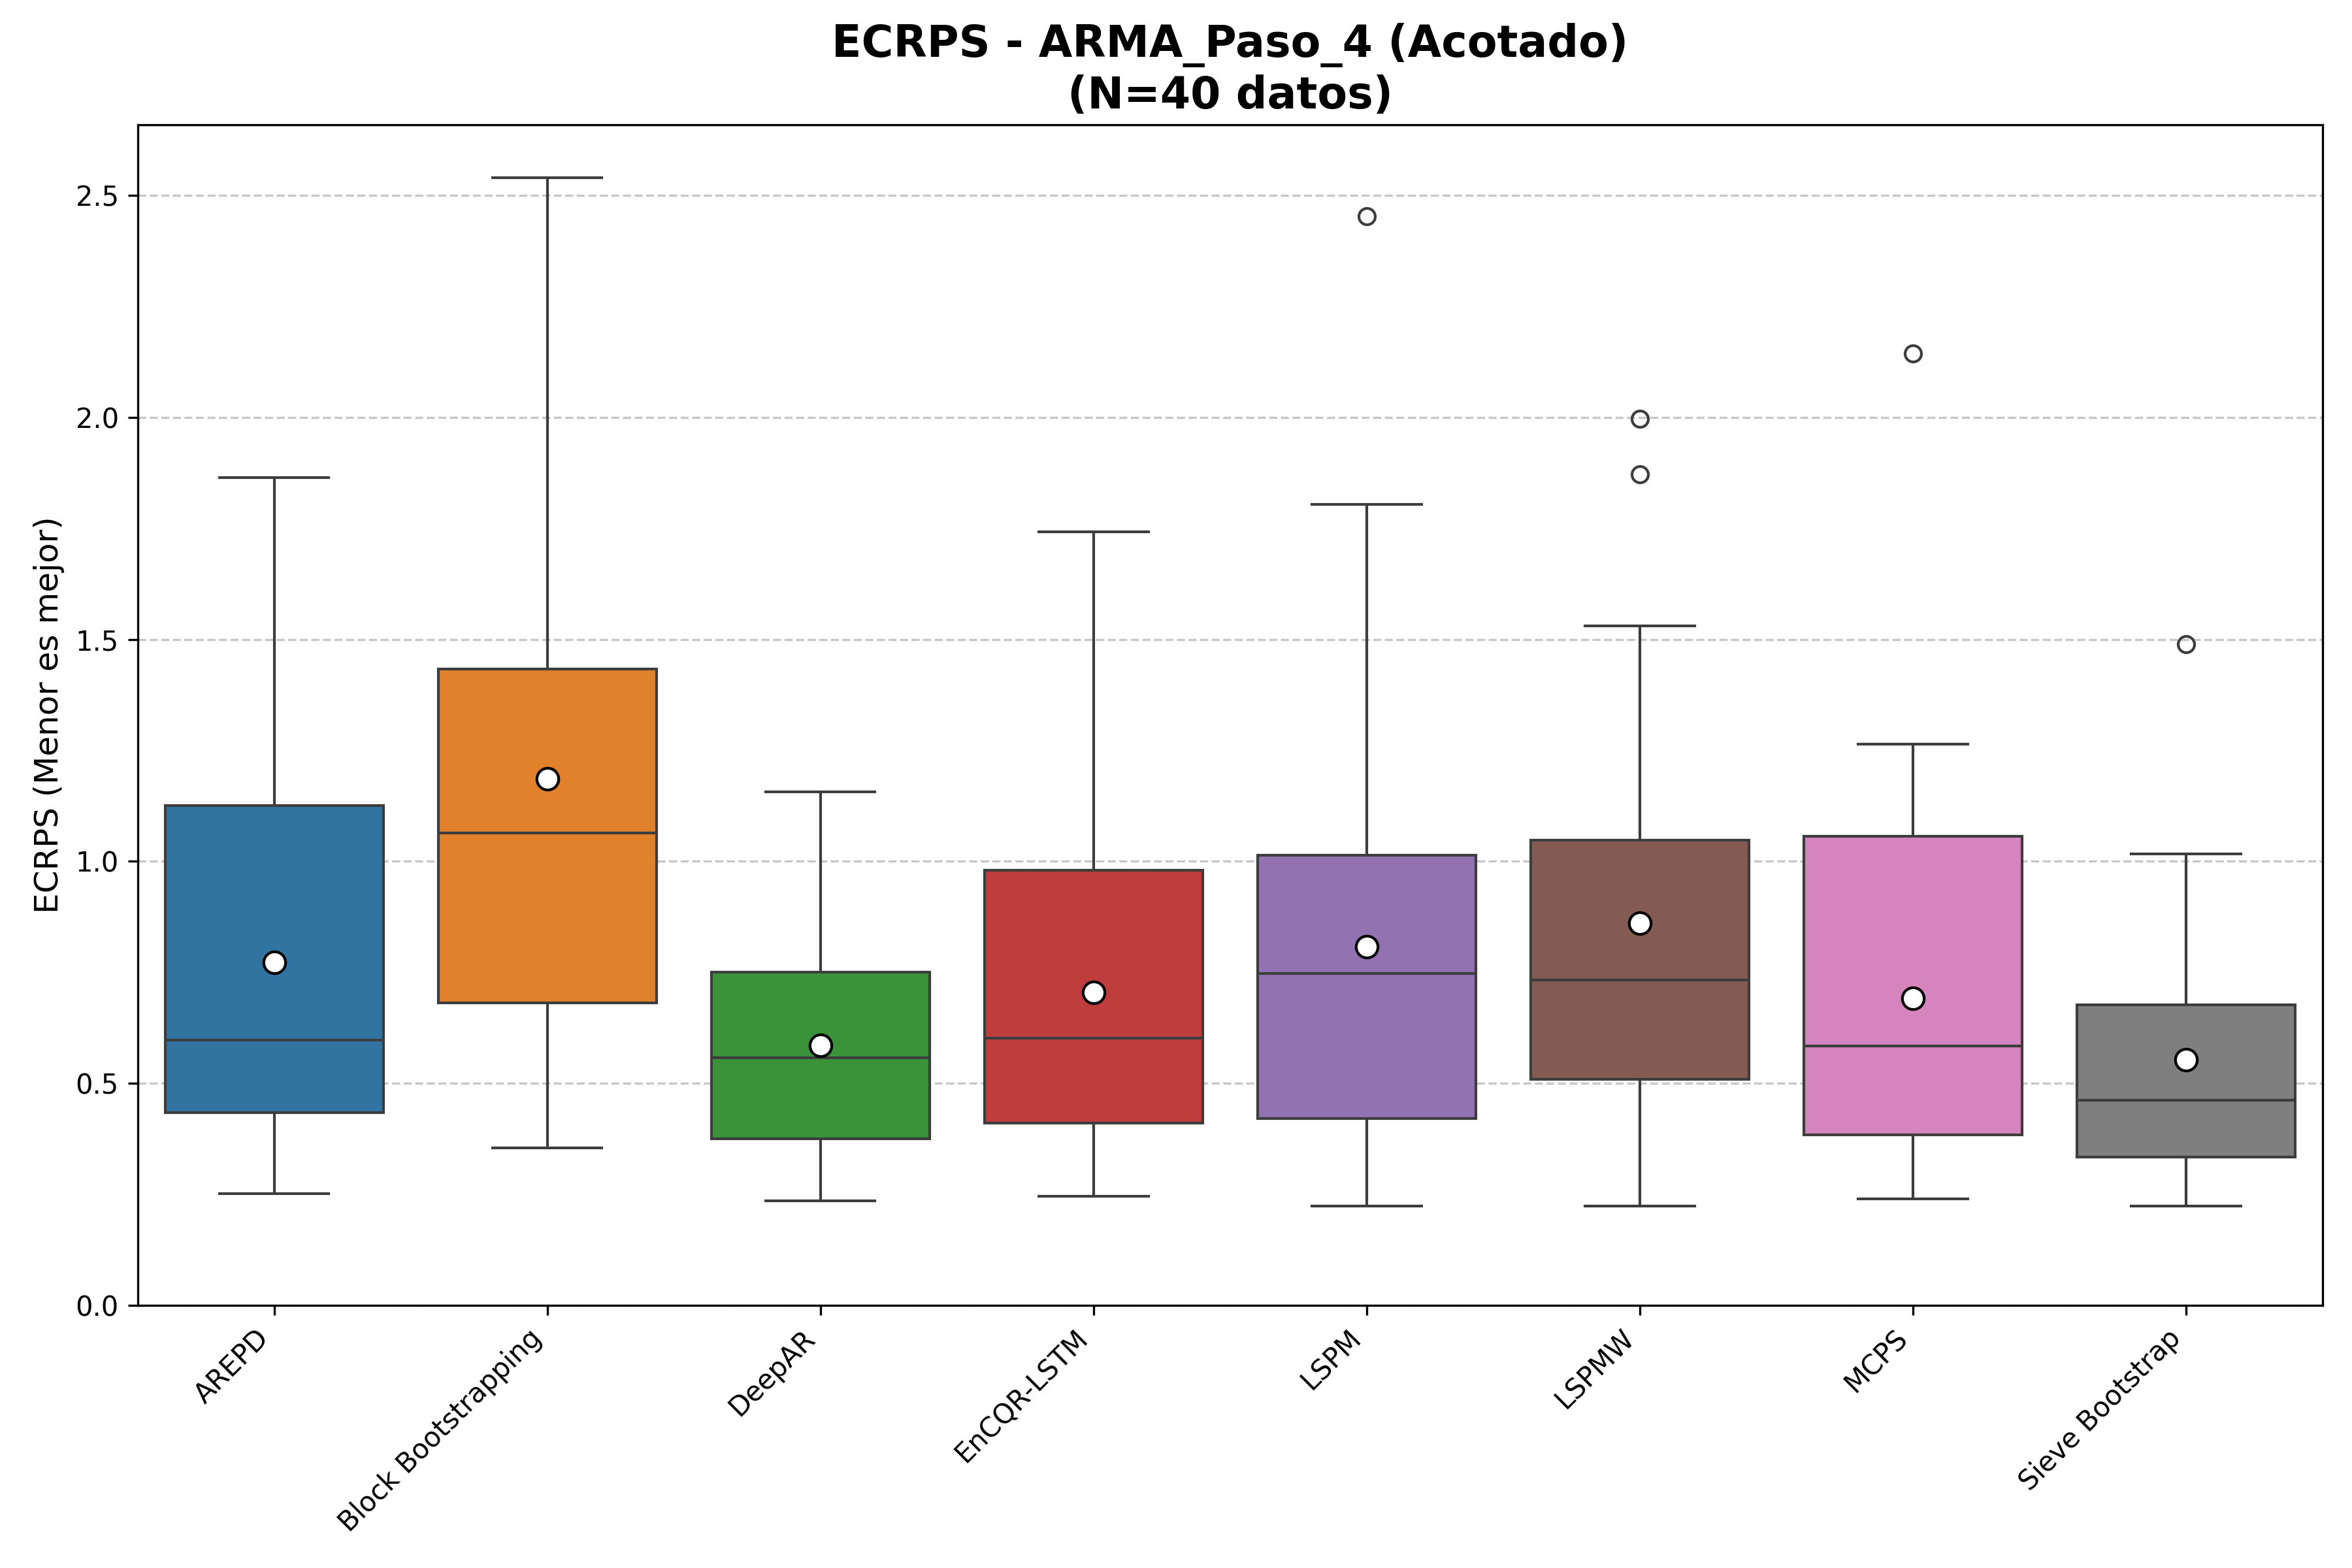 ECRPS - ARMA_Paso_4 (Acotado)
(N=40 datos)
ECRPS (Menor es mejor)
2.5
2.0
1.5
1.0
0.5
0.0
AREPD
Block Bootstrapping
DeepAR
EnCQR-LSTM
LSPM
LSPMW
MCPS
Sieve Bootstrap